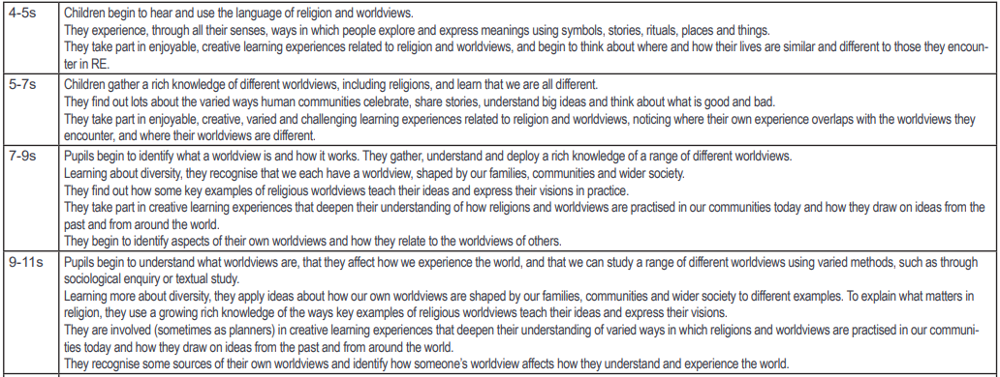 4-5s
Children begin to hear and use the language of religion and worldviews.
They experience, through all their senses, ways in which people explore and express meanings using symbols, stories, rituals, places and things.
They take part in enjoyable, creative learning experiences related to religion and worldviews, and begin to think about where and how their lives are similar and different to those they encoun-
ter in RE.
5-7s
Children gather a rich knowledge of different worldviews, including religions, and learn that we are all different.
They find out lots about the varied ways human communities celebrate, share stories, understand big ideas and think about what is good and bad.
They take part in enjoyable, creative, varied and challenging learning experiences related to religion and worldviews, noticing where their own experience overlaps with the worldviews they
encounter, and where their worldviews are different.
7-9s
Pupils begin to identify what a worldview is and how it works. They gather, understand and deploy a rich knowledge of a range of different worldviews.
Learning about diversity, they recognise that we each have a worldview, shaped by our families, communities and wider society.
They find out how some key examples of religious worldviews teach their ideas and express their visions in practice.
They take part in creative learning experiences that deepen their understanding of how religions and worldviews are practised in our communities today and how they draw on ideas from the
past and from around the world.
They begin to identify aspects of their own worldviews and how they relate to the worldviews of others.
9-11s
Pupils begin to understand what worldviews are, that they affect how we experience the world, and that we can study a range of different worldviews using varied methods, such as through
sociological enquiry or textual study.
Learning more about diversity, they apply ideas about how our own worldviews are shaped by our families, communities and wider society to different examples. To explain what matters in
religion, they use a growing rich knowledge of the ways key examples of religious worldviews teach their ideas and express their visions.
They are involved (sometimes as planners) in creative learning experiences that deepen their understanding of varied ways in which religions and worldviews are practised in our communi-
ties today and how they draw on ideas from the past and from around the world.
They recognise some sources of their own worldviews and identify how someone's worldview affects how they understand and experience the world.